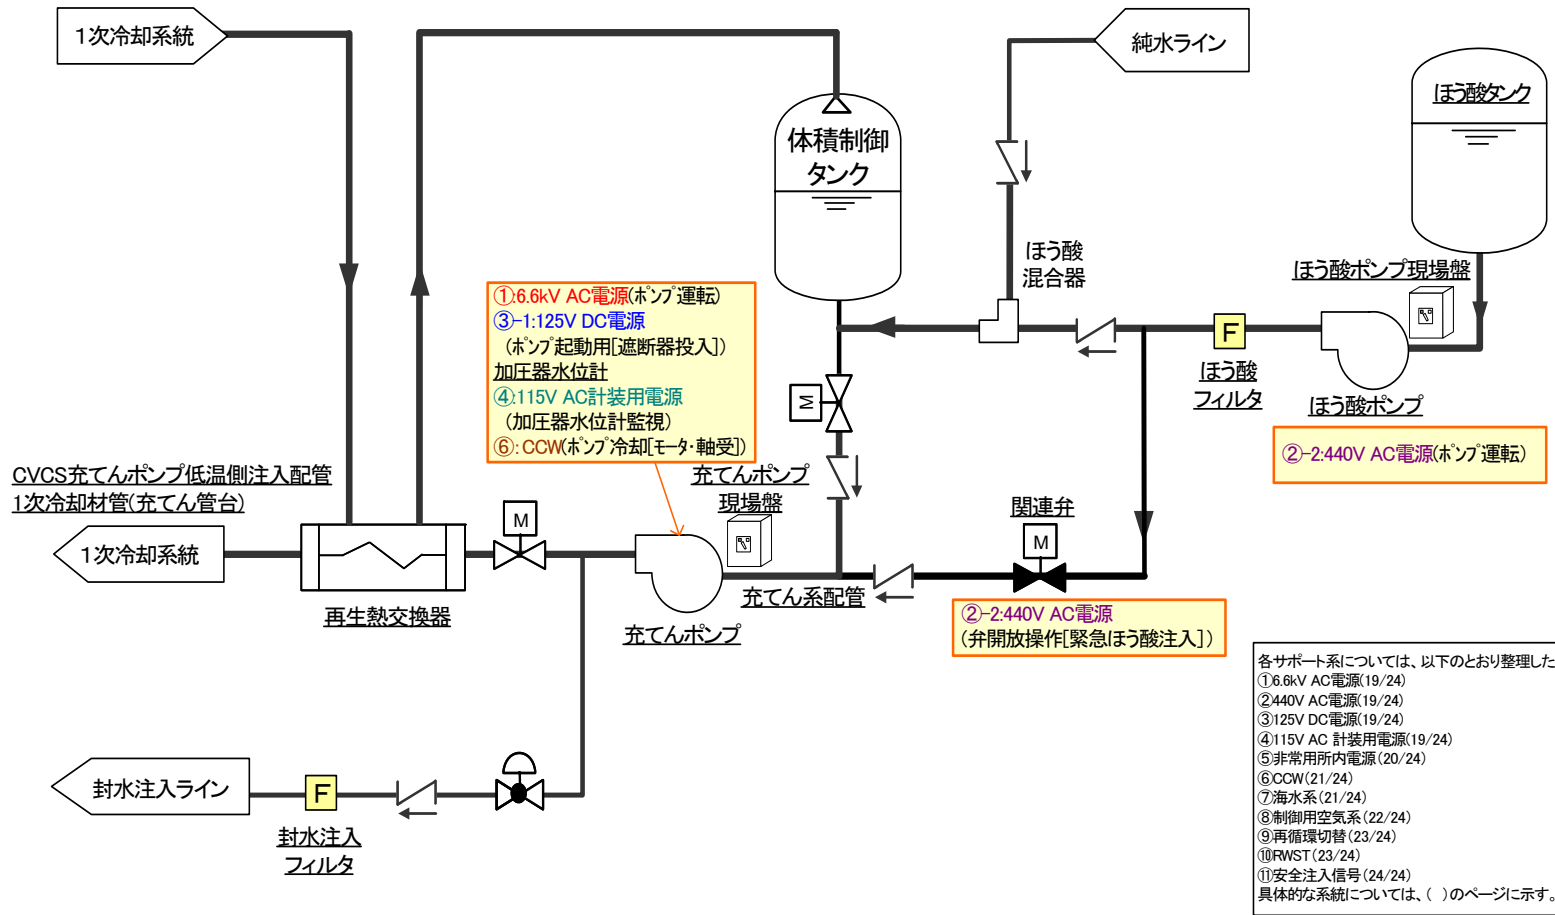 1次冷却系統
純水ライン
ほう酸タンク
体積制御
タンク
ほう酸
混合器
ほう酸ポンプ現場盤
①:6.6kV AC電源(ポンプ運転)
③-1:125V DC電源
(ポンプ起動用[遮断器投入])
加圧器水位計
④:115V AC計装用電源
(加圧器水位計監視)
⑥:CCW(ポンプ冷却[モータ・軸受])
M
F
ほう酸
フィルタ
ほう酸ポンプ
②-2:440V AC電源(ポンプ運転)
CVCS充てんポンプ低温側注入配管
1次冷却材管(充てん管台)
充てんポンプ
現場盤
関連弁
M
M
1次冷却系統
再生熱交換器
充てんポンプ
充てん系配管
②-2:440V AC電源
(弁開放操作[緊急ほう酸注入])
封水注入ライン
F
封水注入
フィルタ
各サポート系については、以下のとおり整理した
①6.6kV AC電源(19/24)
②440V AC電源(19/24)
③125V DC電源(19/24)
④115V AC 計装用電源(19/24)
⑤非常用所内電源(20/24)
⑥CCW(21/24)
⑦海水系(21/24)
⑧制御用空気系(22/24)
⑨再循環切替(23/24)
⑩RWST(23/24)
⑪安全注入信号(24/24)
具体的な系統については、( )のページに示す。